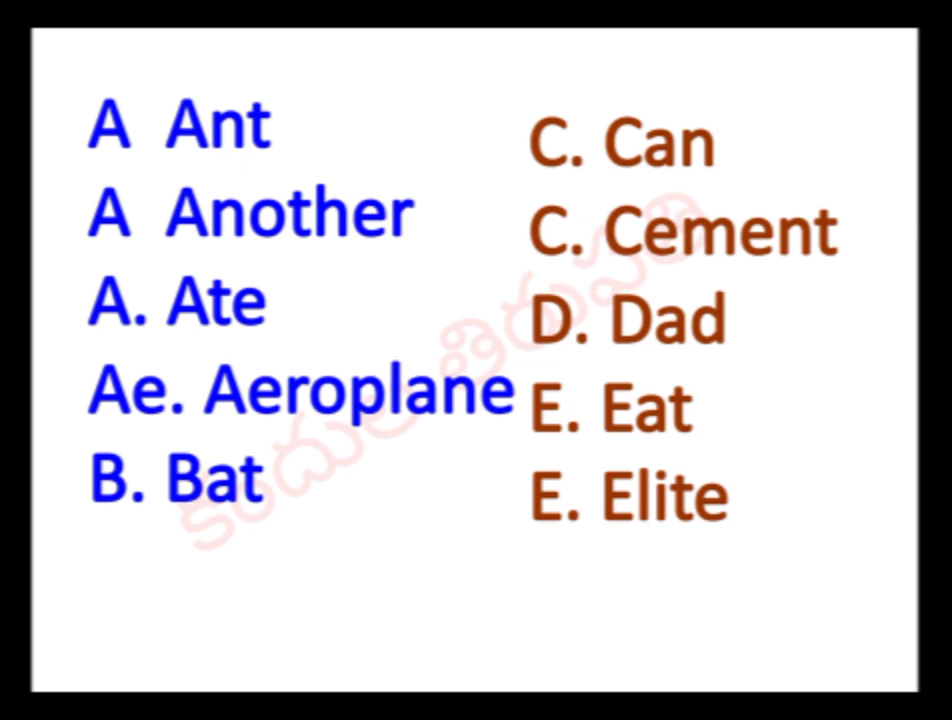 A Ant
A Another
A. Ate
Ae. Aeroplane
B. Bat
C. Can
C. Cement
D. Dad
E. Eat
E. Elite